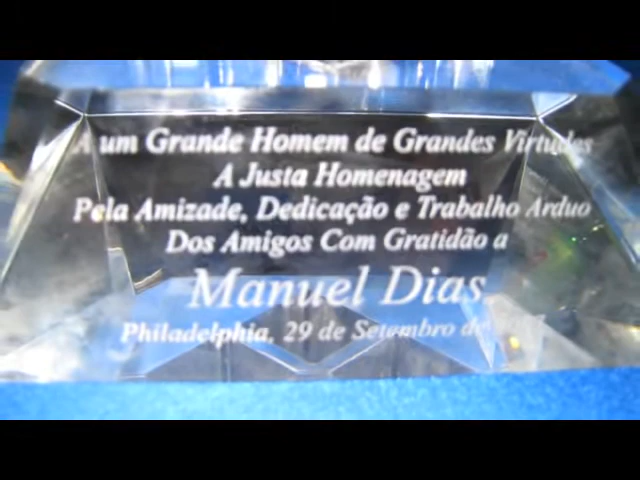 A um Grande Homem de Grandes Virtudes
A Justa Homenagem
Pela Amizade, Dedicação e Trabalho Arduo
Dos Amigos Com Gratidão a
Manuel Dias
Philadelphia, 29 de Setembro de